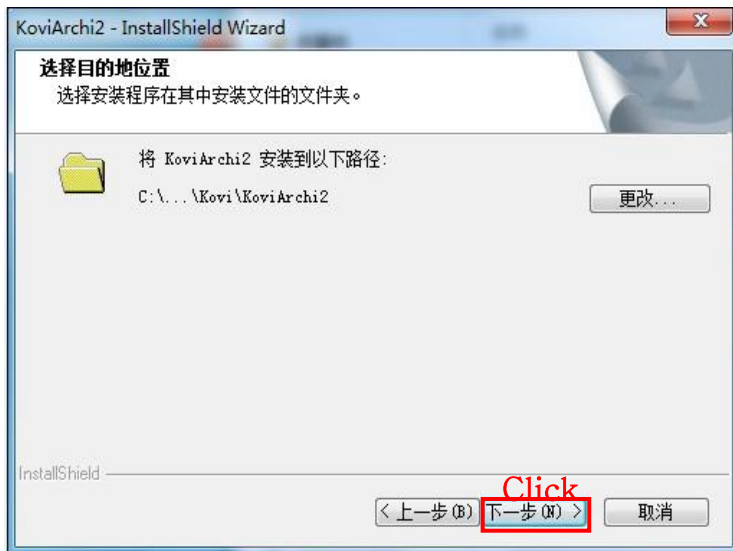 KoviArchi2 - InstallShield Wizard
选择目的地位置
选择安装程序在其中安装文件的文件夹。
将 KoviArchi2 安装到以下路径:
C:\...\Kovi\KoviArchi2
更改...
InstallShield
Click
< 上一步(B) 下一步(N) > 取消